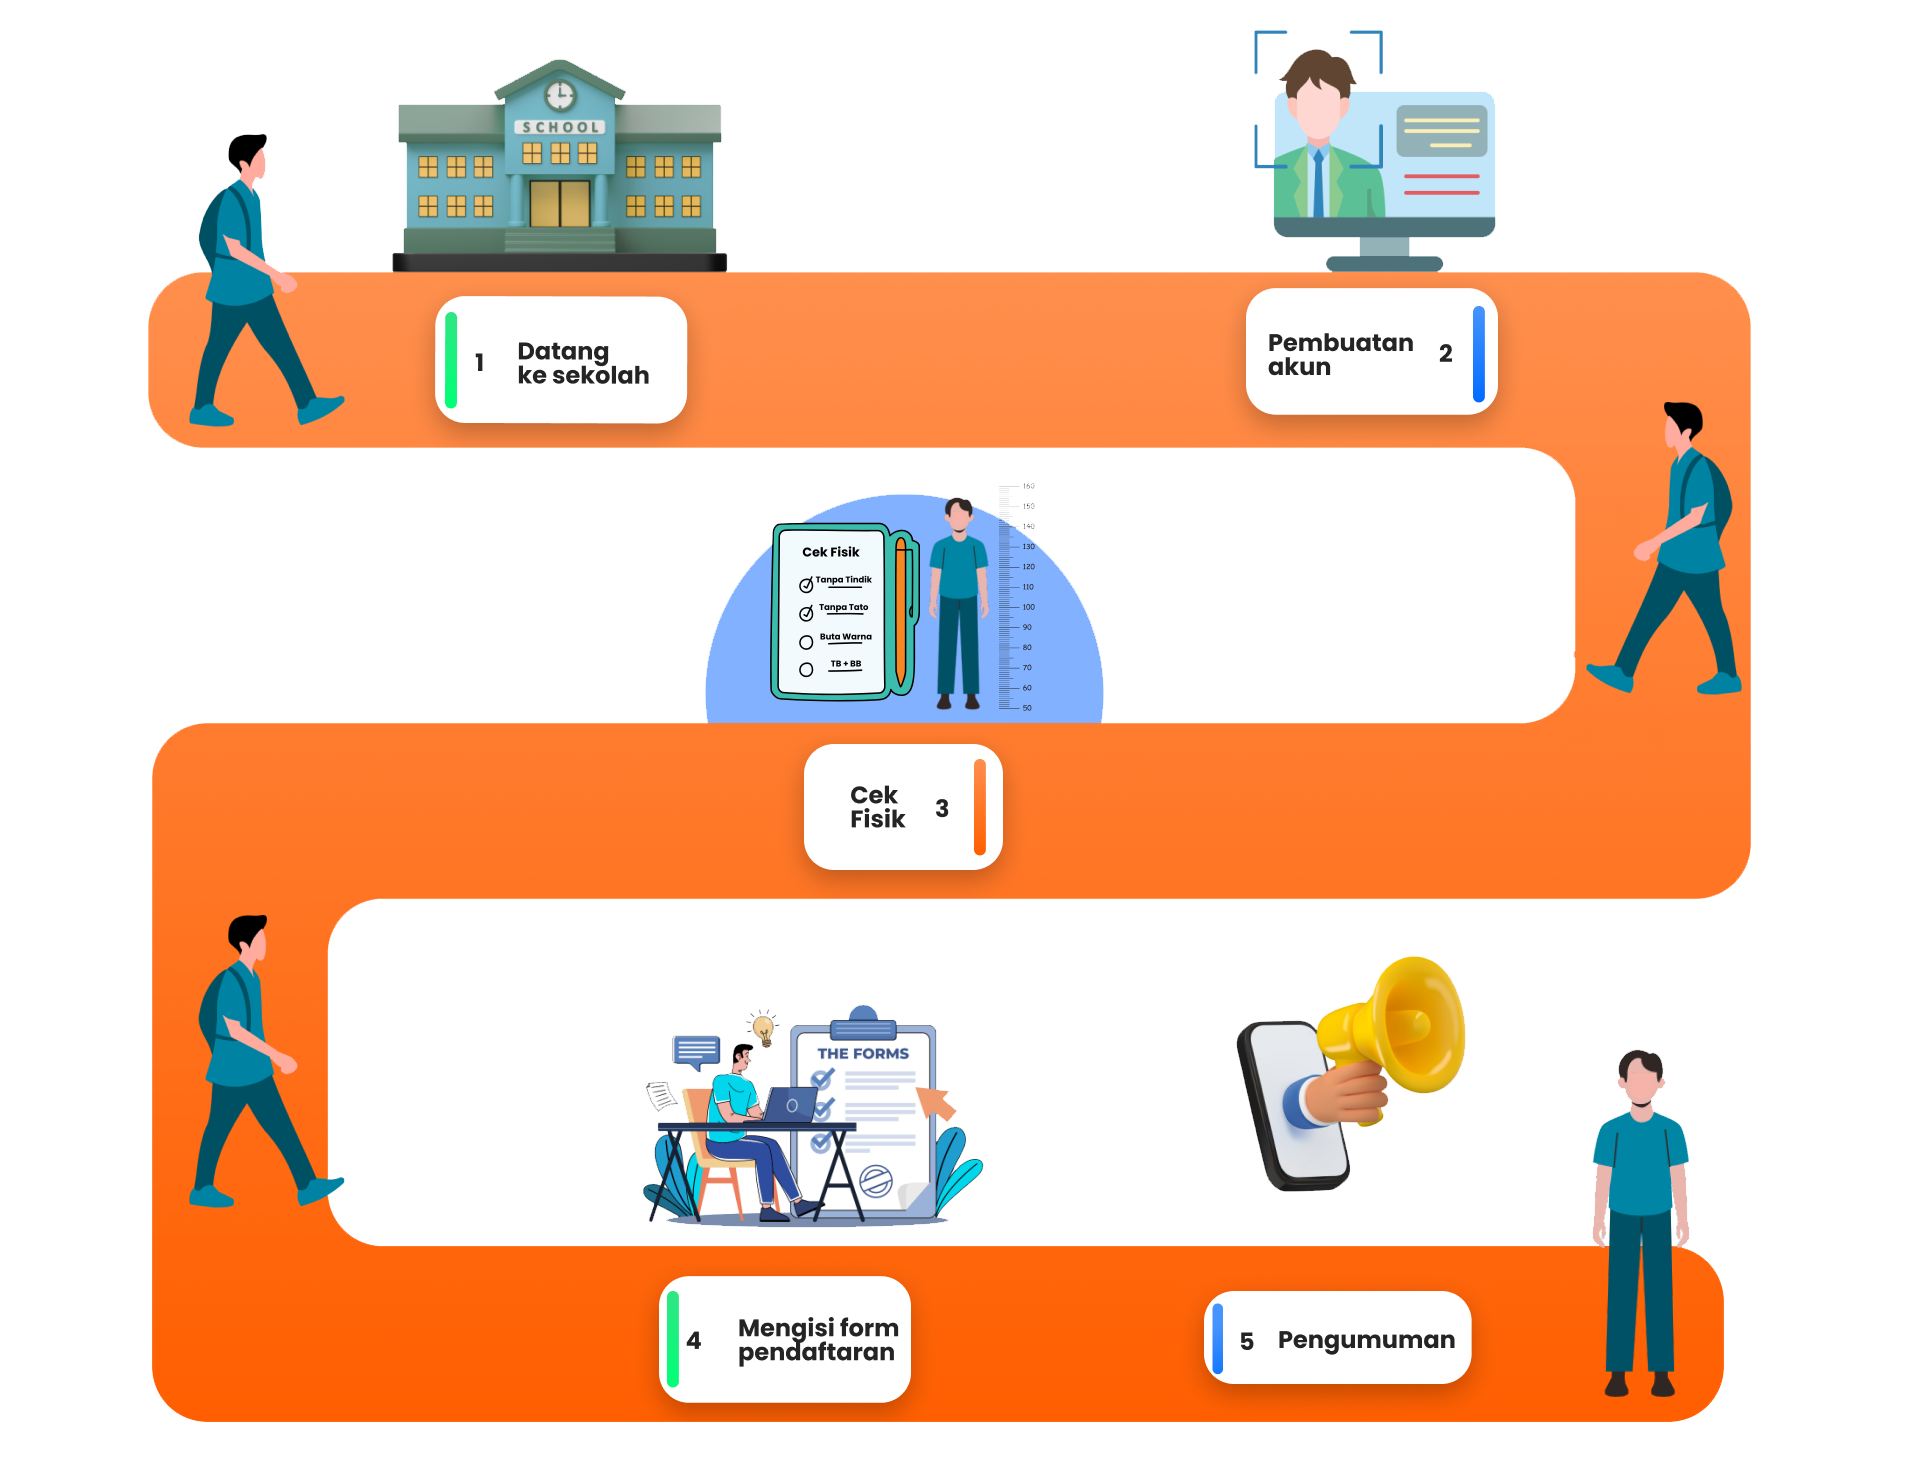 SCHOOL
1
Datang
ke sekolah
Pembuatan
akun
2
Cek Fisik
Tanpa Tindik
Tanpa Tato
Buta Warna
TB + BB
160
150
140
130
120
110
100
90
80
70
60
50
Cek
Fisik
3
THE FORMS
4
Mengisi form
pendaftaran
5
Pengumuman